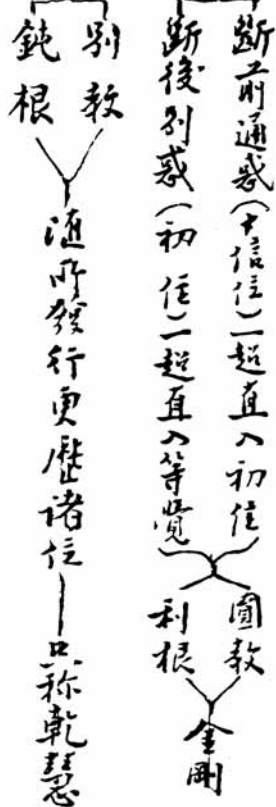 斷前通惑(十信位)一超直入初住
斷後別惑(初住)一超直入等覺
圓教
利根
金剛
別教
鈍根
隨所發行更歷諸位
只称乾慧